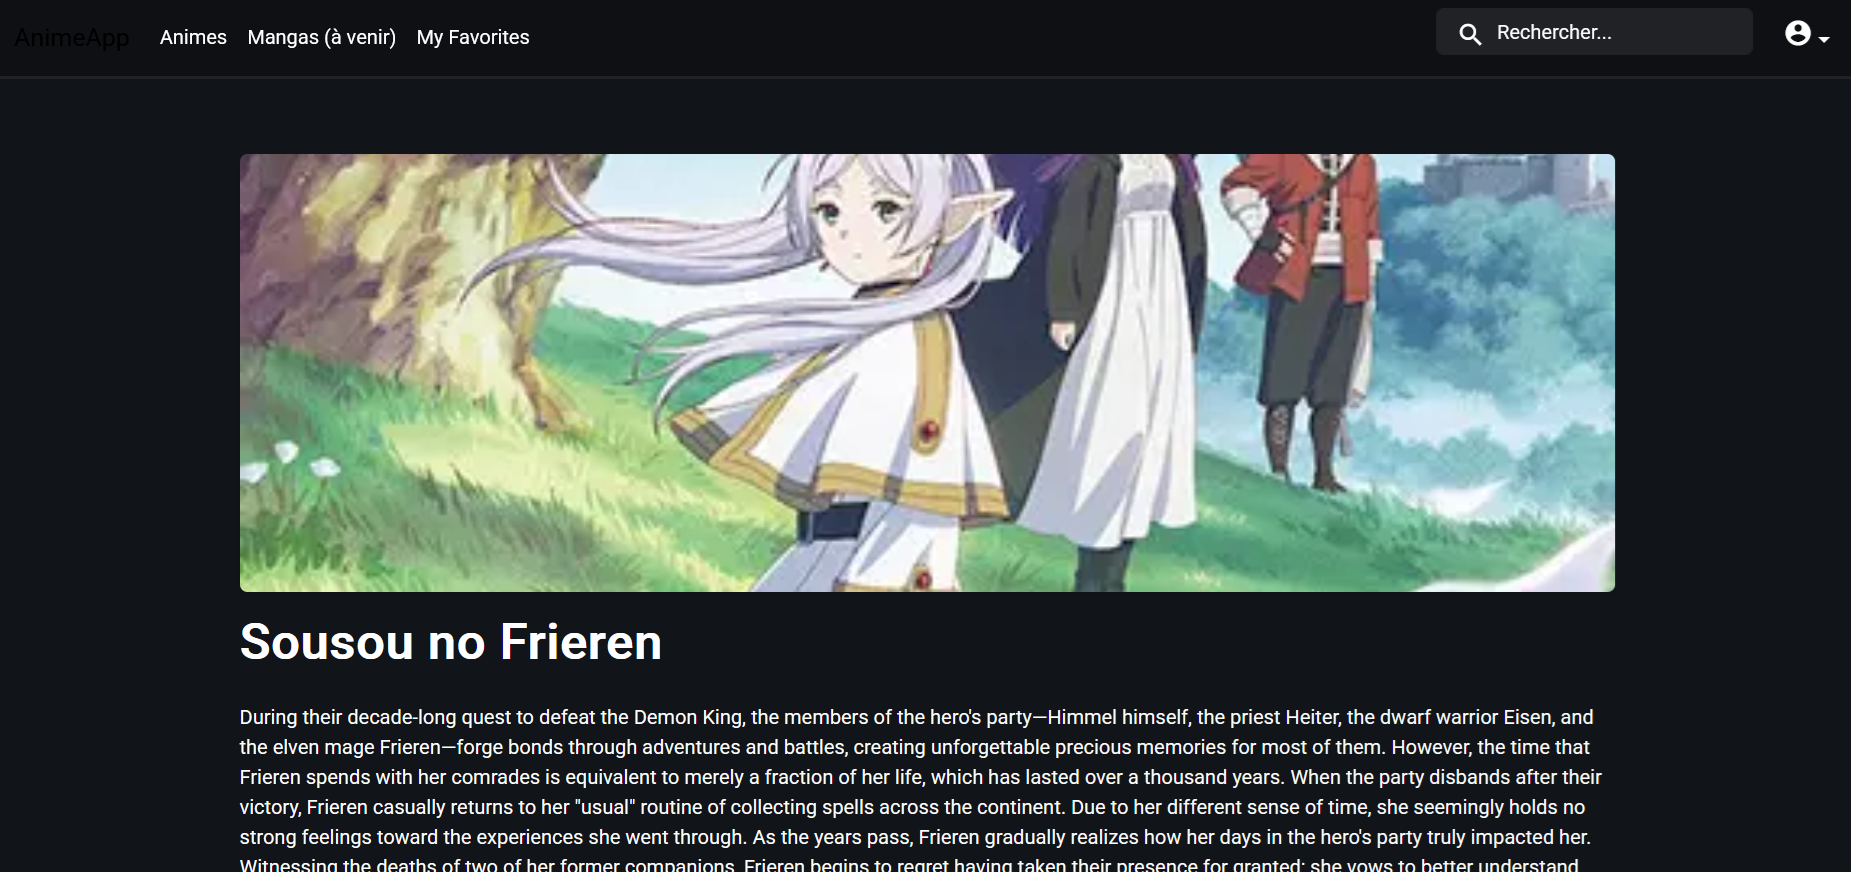 AnimeApp Animes Mangas (à venir) My Favorites Rechercher...
Sousou no Frieren
During their decade-long quest to defeat the Demon King, the members of the hero's party—Himmel himself, the priest Heiter, the dwarf warrior Eisen, and
the elven mage Frieren—forge bonds through adventures and battles, creating unforgettable precious memories for most of them. However, the time that
Frieren spends with her comrades is equivalent to merely a fraction of her life, which has lasted over a thousand years. When the party disbands after their
victory, Frieren casually returns to her "usual" routine of collecting spells across the continent. Due to her different sense of time, she seemingly holds no
strong feelings toward the experiences she went through. As the years pass, Frieren gradually realizes how her days in the hero's party truly impacted her.
Witnessing the deaths of two of her former companions, Frieren begins to regret having taken their presence for granted; she vows to better understand